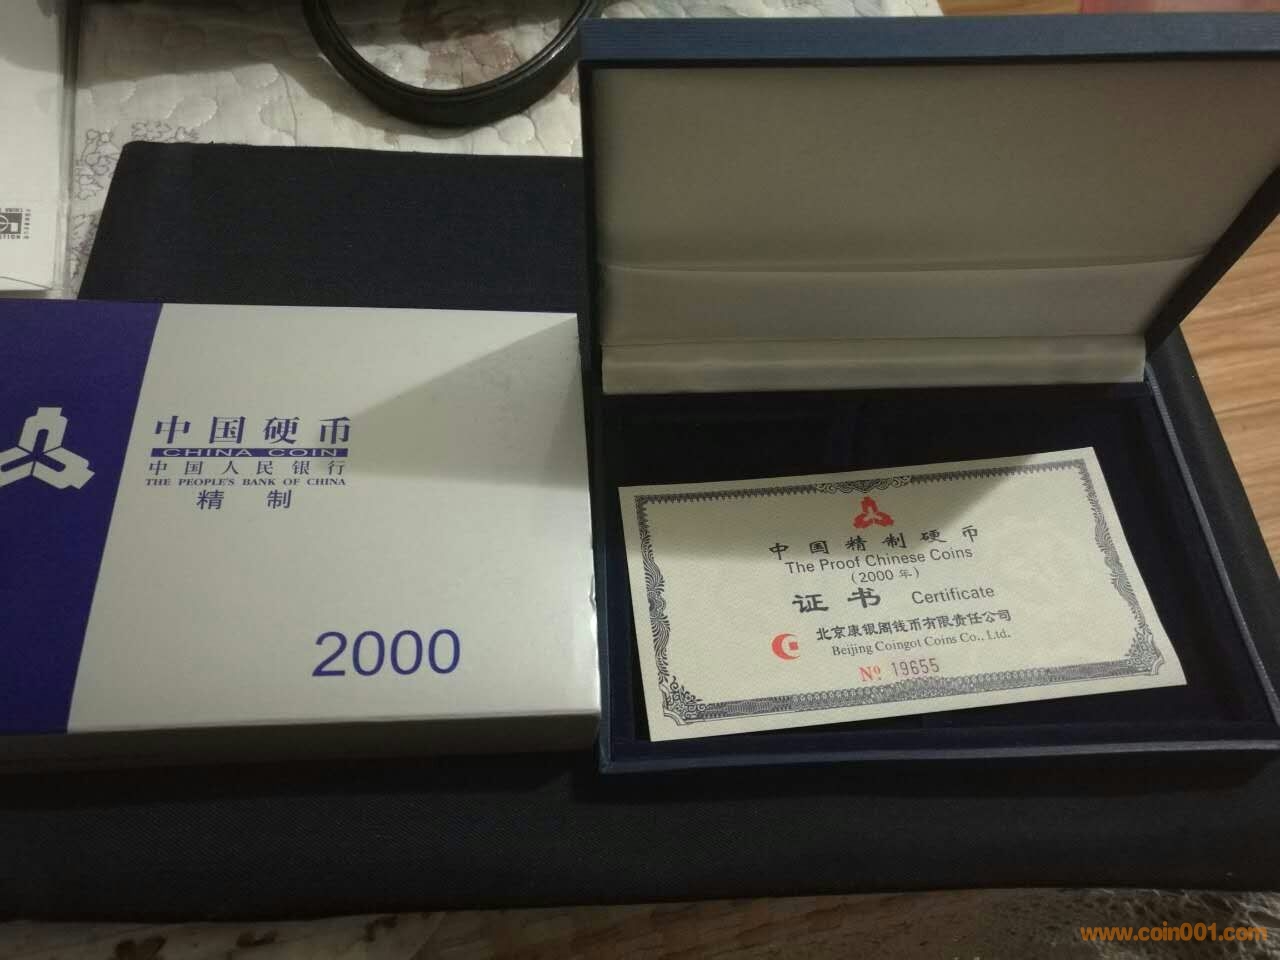 中国硬币
CHINA COIN
中国人民银行
THE PEOPLE'S BANK OF CHINA
精制
2000
中国精制硬币
The Proof Chinese Coins
(2000年)
证书 Certificate
北京康银阁钱币有限责任公司
Beijing Coingot Coins Co., Ltd.
Nº 19655
www.coin001.com